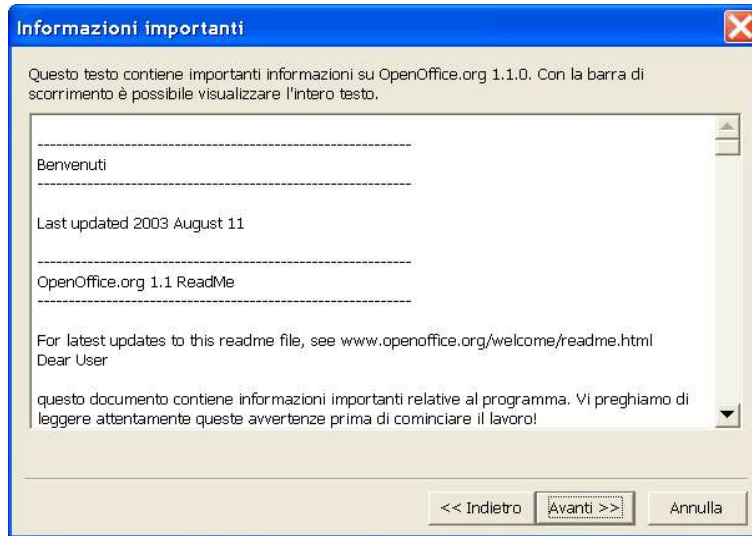 Informazioni importanti
Questo testo contiene importanti informazioni su OpenOffice.org 1.1.0. Con la barra di
scorrimento è possibile visualizzare l'intero testo.
------------------------------------------------------------
Benvenuti
------------------------------------------------------------
Last updated 2003 August 11
------------------------------------------------------------
OpenOffice.org 1.1 ReadMe
------------------------------------------------------------
For latest updates to this readme file, see www.openoffice.org/welcome/readme.html
Dear User
questo documento contiene informazioni importanti relative al programma. Vi preghiamo di
leggere attentamente queste avvertenze prima di cominciare il lavoro!
<< Indietro Avanti >> Annulla